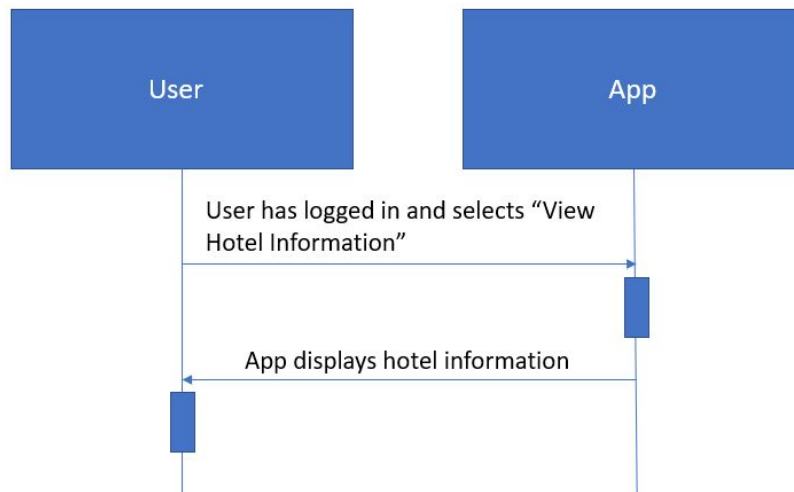 User
App
User has logged in and selects “View
Hotel Information”
App displays hotel information